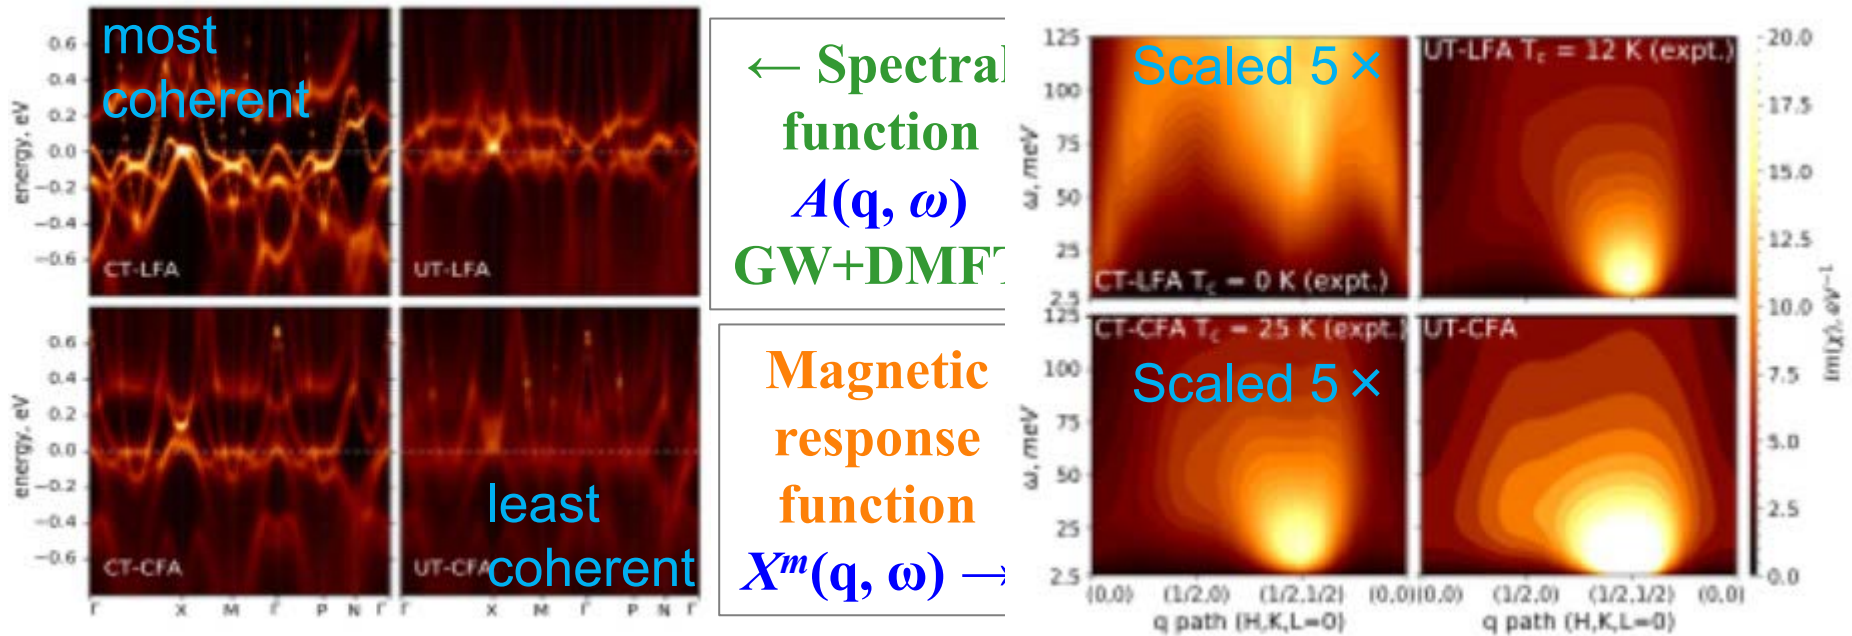 most
coherent
0.6
0.4
0.2
0.0
−0.2
−0.4
−0.6
energy, eV
CT-LFA
UT-LFA
0.6
0.4
0.2
0.0
−0.2
−0.4
−0.6
energy, eV
CT-CFA
least
coherent
UT-CFA
Γ X M Γ P N Γ
Γ X M Γ P N Γ
← Spectral
function
A(q, ω)
GW+DMFT
Magnetic
response
function
Xᵐ(q, ω) →
125
100
75
50
25
2.5
ω, meV
Scaled 5 ×
CT-LFA T_c = 0 K (expt.)
UT-LFA T_c = 12 K (expt.)
125
100
75
50
25
2.5
ω, meV
CT-CFA T_c = 25 K (expt.)
Scaled 5 ×
UT-CFA
(0,0) (1/2,0) (1/2,1/2) (0,0)
(0,0) (1/2,0) (1/2,1/2) (0,0)
q path (H,K,L=0)
q path (H,K,L=0)
20.0
17.5
15.0
12.5
10.0
7.5
5.0
2.5
0.0
Im(χ), eV⁻¹